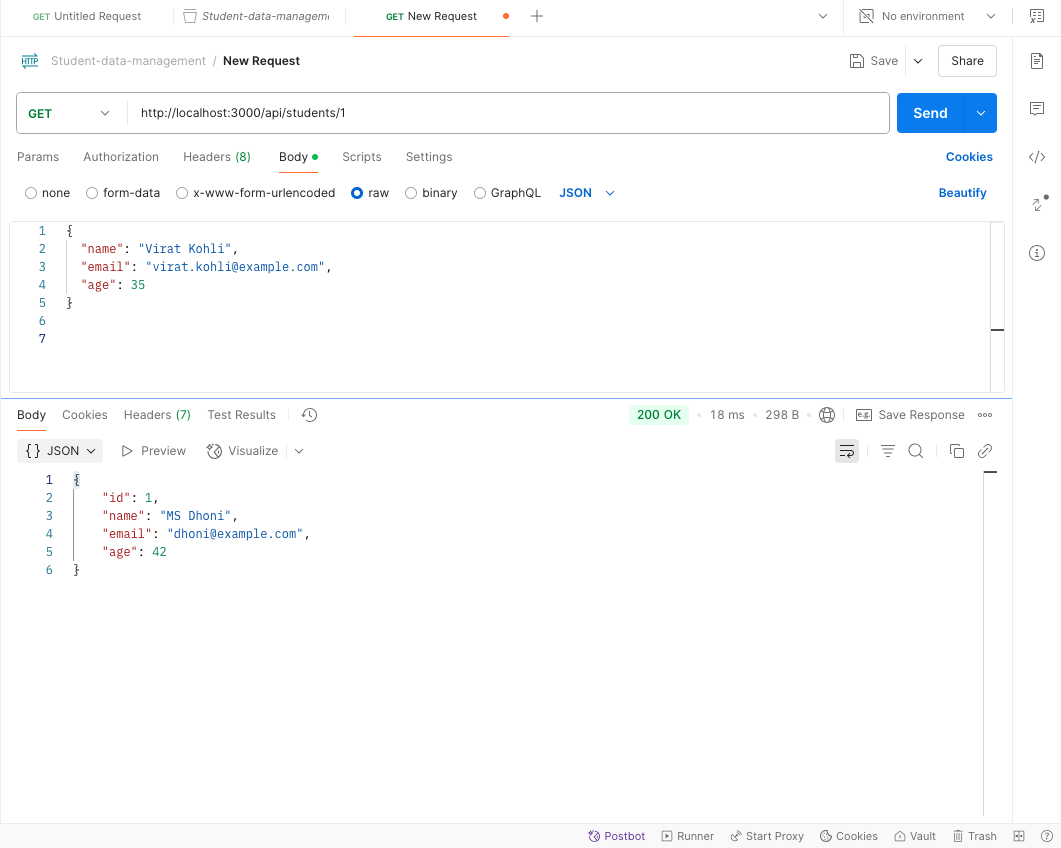 GET Untitled Request
Student-data-managem
GET New Request
No environment
HTTP Student-data-management / New Request
Save
Share
GET
http://localhost:3000/api/students/1
Send
Params Authorization Headers (8) Body Scripts Settings Cookies
none form-data x-www-form-urlencoded raw binary GraphQL JSON Beautify
1 {
2 "name": "Virat Kohli",
3 "email": "virat.kohli@example.com",
4 "age": 35
5 }
6
7
Body Cookies Headers (7) Test Results 200 OK 18 ms 298 B e.g. Save Response
{} JSON Preview Visualize
1 {
2 "id": 1,
3 "name": "MS Dhoni",
4 "email": "dhoni@example.com",
5 "age": 42
6 }
Postbot Runner Start Proxy Cookies Vault Trash